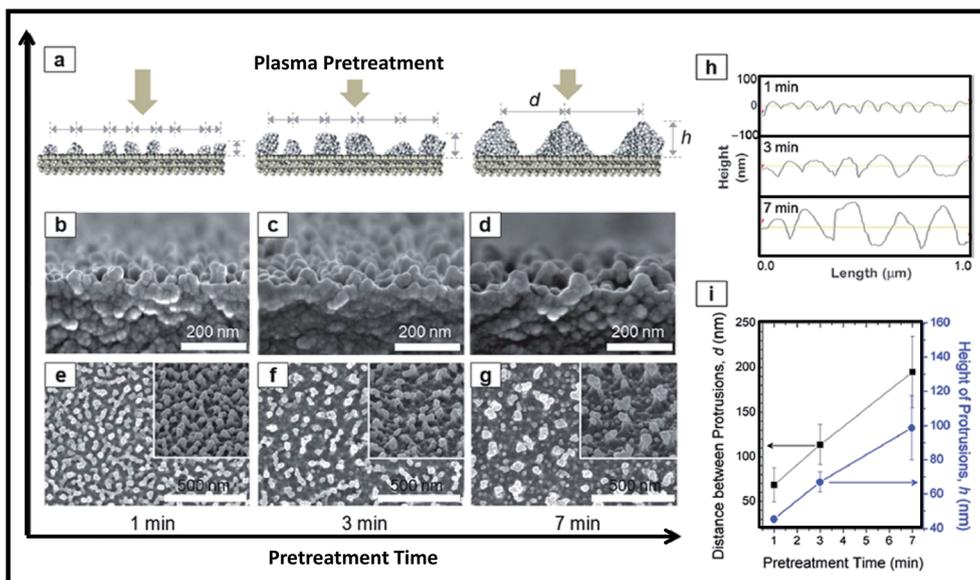 a
Plasma Pretreatment
d
h
b
c
d
200 nm
200 nm
200 nm
e
f
g
500 nm
500 nm
500 nm
1 min
3 min
7 min
Pretreatment Time
h
100
0
-100
Height
(nm)
1 min
3 min
7 min
0.0
1.0
Length (μm)
i
Distance between Protrusions, d (nm)
250
200
150
100
50
160
140
120
100
80
60
40
Height of Protrusions, h (nm)
1 2 3 4 5 6 7
Pretreatment Time (min)